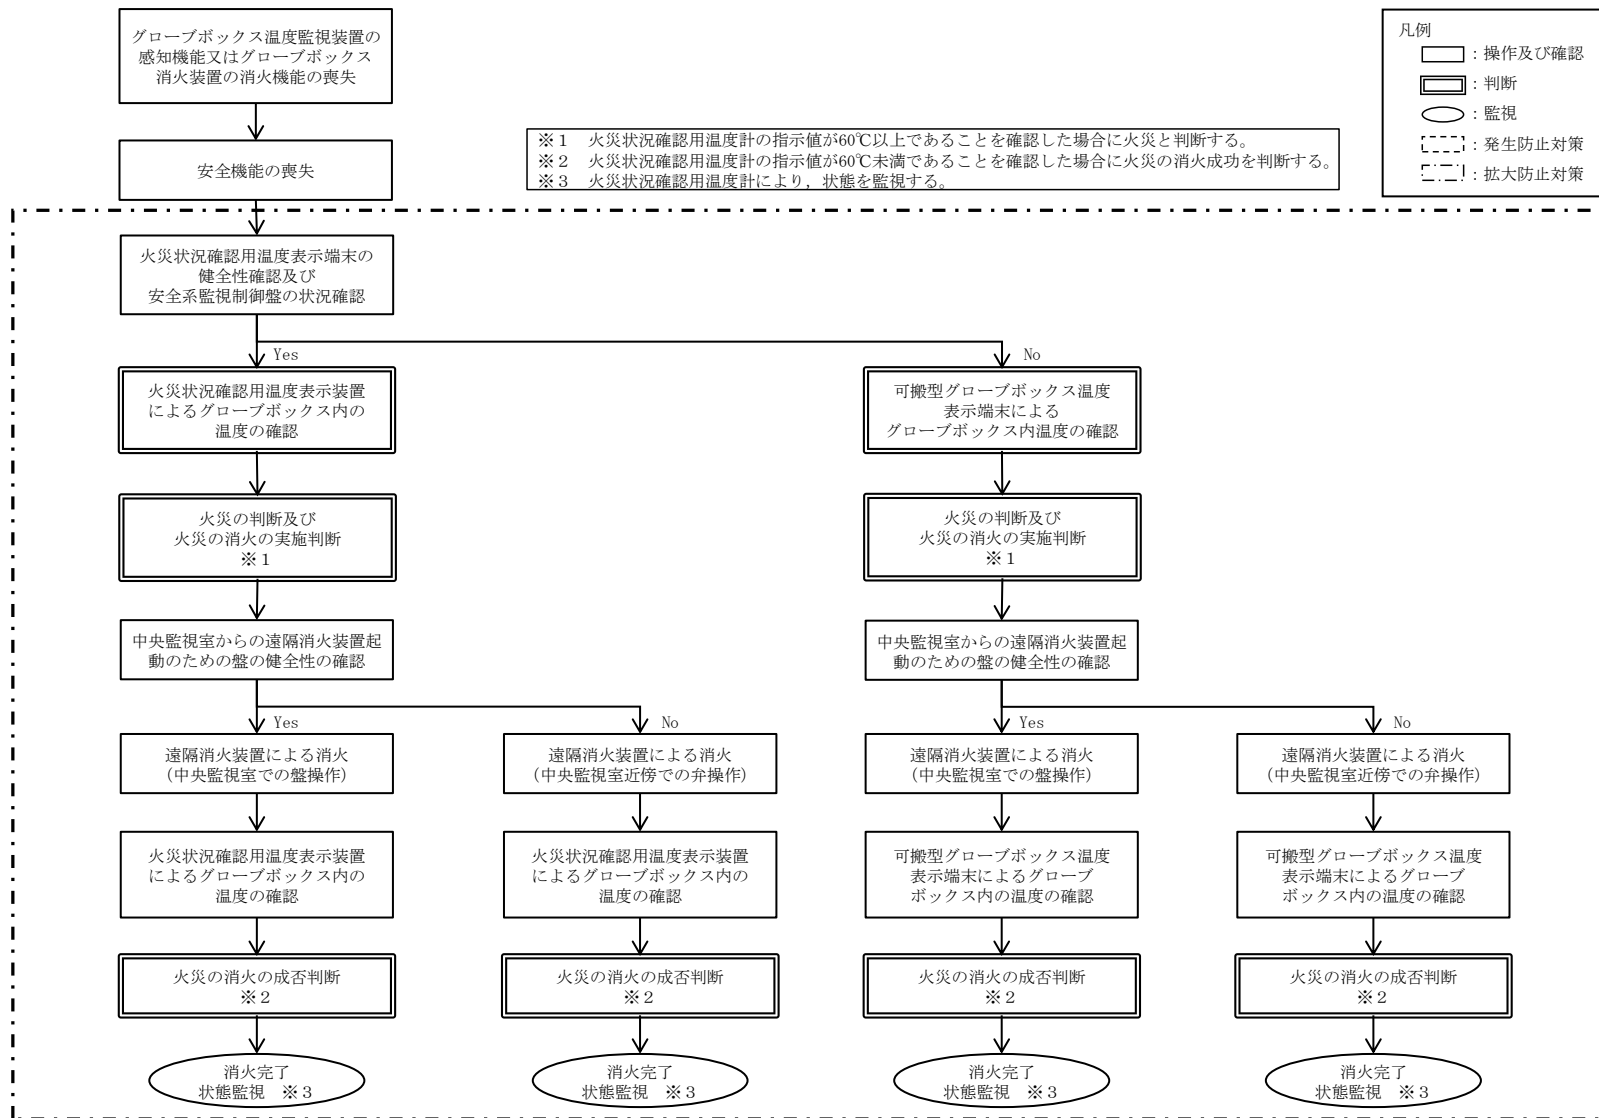 グローブボックス温度監視装置の
感知機能又はグローブボックス
消火装置の消火機能の喪失
安全機能の喪失
※1 火災状況確認用温度計の指示値が60℃以上であることを確認した場合に火災と判断する。
※2 火災状況確認用温度計の指示値が60℃未満であることを確認した場合に火災の消火成功を判断する。
※3 火災状況確認用温度計により，状態を監視する。
凡例
：操作及び確認
：判断
：監視
：発生防止対策
：拡大防止対策
火災状況確認用温度表示端末の
健全性確認及び
安全系監視制御盤の状況確認
Yes
No
火災状況確認用温度表示装置
によるグローブボックス内の
温度の確認
可搬型グローブボックス温度
表示端末による
グローブボックス内温度の確認
火災の判断及び
火災の消火の実施判断
※1
火災の判断及び
火災の消火の実施判断
※1
中央監視室からの遠隔消火装置起
動のための盤の健全性の確認
中央監視室からの遠隔消火装置起
動のための盤の健全性の確認
Yes
No
Yes
No
遠隔消火装置による消火
（中央監視室での盤操作）
遠隔消火装置による消火
（中央監視室近傍での弁操作）
遠隔消火装置による消火
（中央監視室での盤操作）
遠隔消火装置による消火
（中央監視室近傍での弁操作）
火災状況確認用温度表示装置
によるグローブボックス内の
温度の確認
火災状況確認用温度表示装置
によるグローブボックス内の
温度の確認
可搬型グローブボックス温度
表示端末によるグローブ
ボックス内の温度の確認
可搬型グローブボックス温度
表示端末によるグローブ
ボックス内の温度の確認
火災の消火の成否判断
※2
火災の消火の成否判断
※2
火災の消火の成否判断
※2
火災の消火の成否判断
※2
消火完了
状態監視 ※3
消火完了
状態監視 ※3
消火完了
状態監視 ※3
消火完了
状態監視 ※3